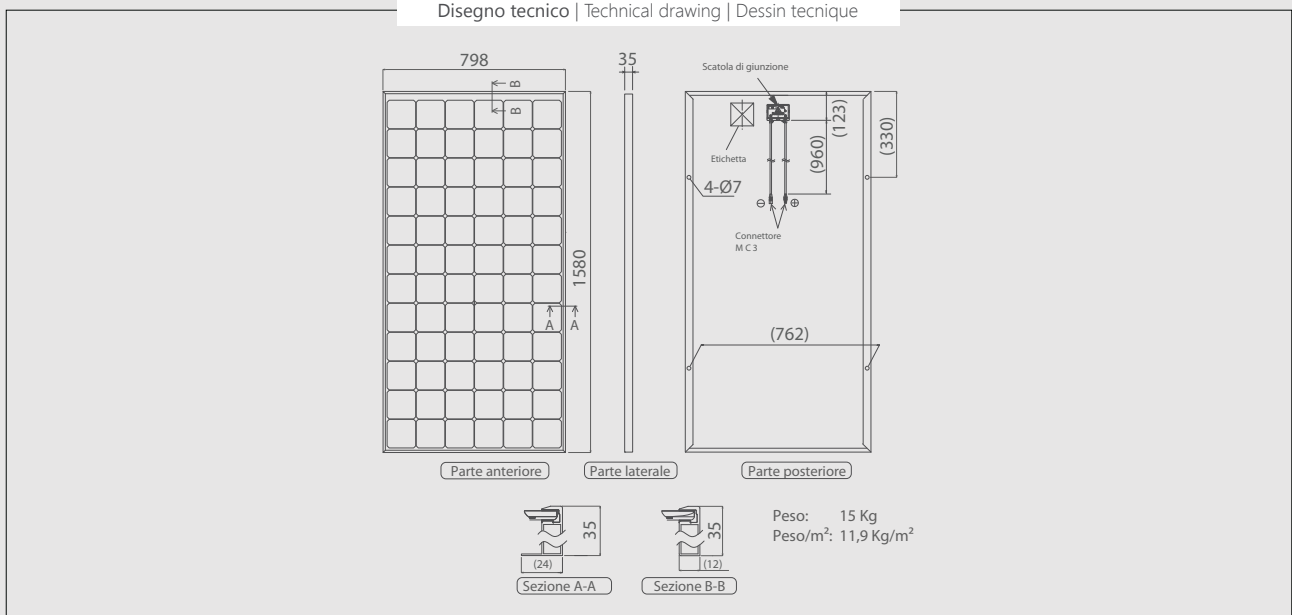 Disegno tecnico | Technical drawing | Dessin tecnique
798
35
Scatola di giunzione
B
B
(123)
(960)
(330)
Etichetta
4-Ø7
⊖ ⊕
Connettore
M C 3
1580
A A
(762)
Parte anteriore
Parte laterale
Parte posteriore
35
(24)
Sezione A-A
35
(12)
Sezione B-B
Peso: 15 Kg
Peso/m²: 11,9 Kg/m²